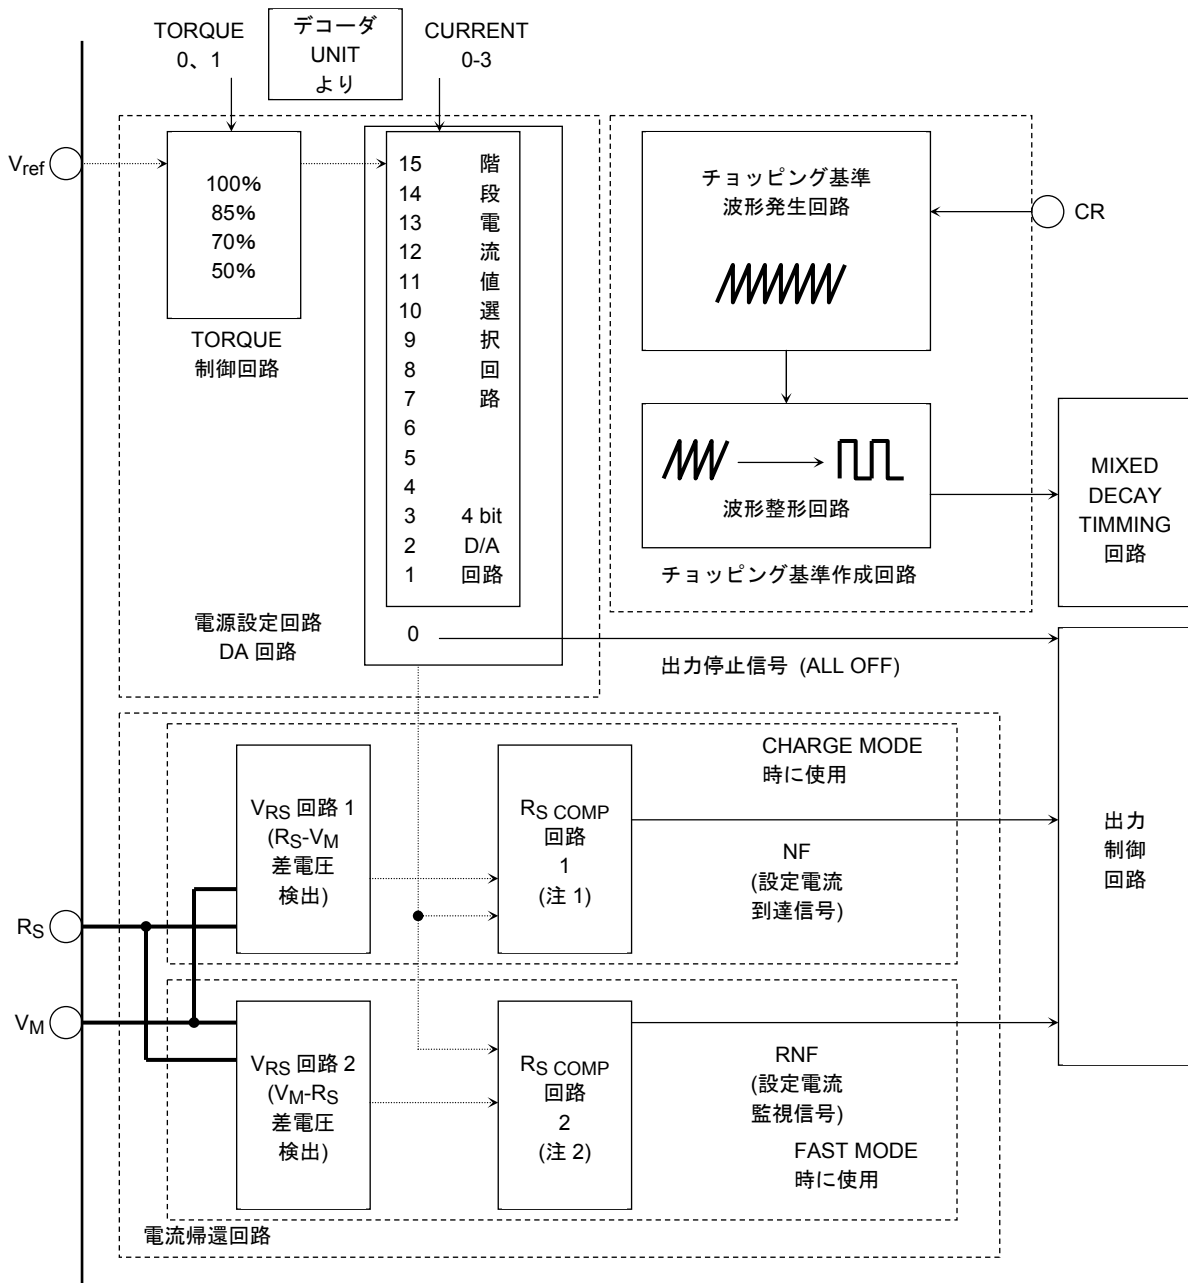 TORQUE
0、1
デコーダ
UNIT
より
CURRENT
0-3
Vref
100%
85%
70%
50%
TORQUE
制御回路
15 階
14 段
13 電
12 流
11 値
10 選
9 択
8 回
7 路
6
5
4
3 4 bit
2 D/A
1 回路
0
電源設定回路
DA 回路
チョッピング基準
波形発生回路
CR
波形整形回路
チョッピング基準作成回路
MIXED
DECAY
TIMMING
回路
出力停止信号 (ALL OFF)
出力
制御
回路
CHARGE MODE
時に使用
VRS 回路 1
(RS-VM
差電圧
検出)
RS COMP
回路
1
(注 1)
NF
(設定電流
到達信号)
RS
VM
VRS 回路 2
(VM-RS
差電圧
検出)
RS COMP
回路
2
(注 2)
RNF
(設定電流
監視信号)
FAST MODE
時に使用
電流帰還回路